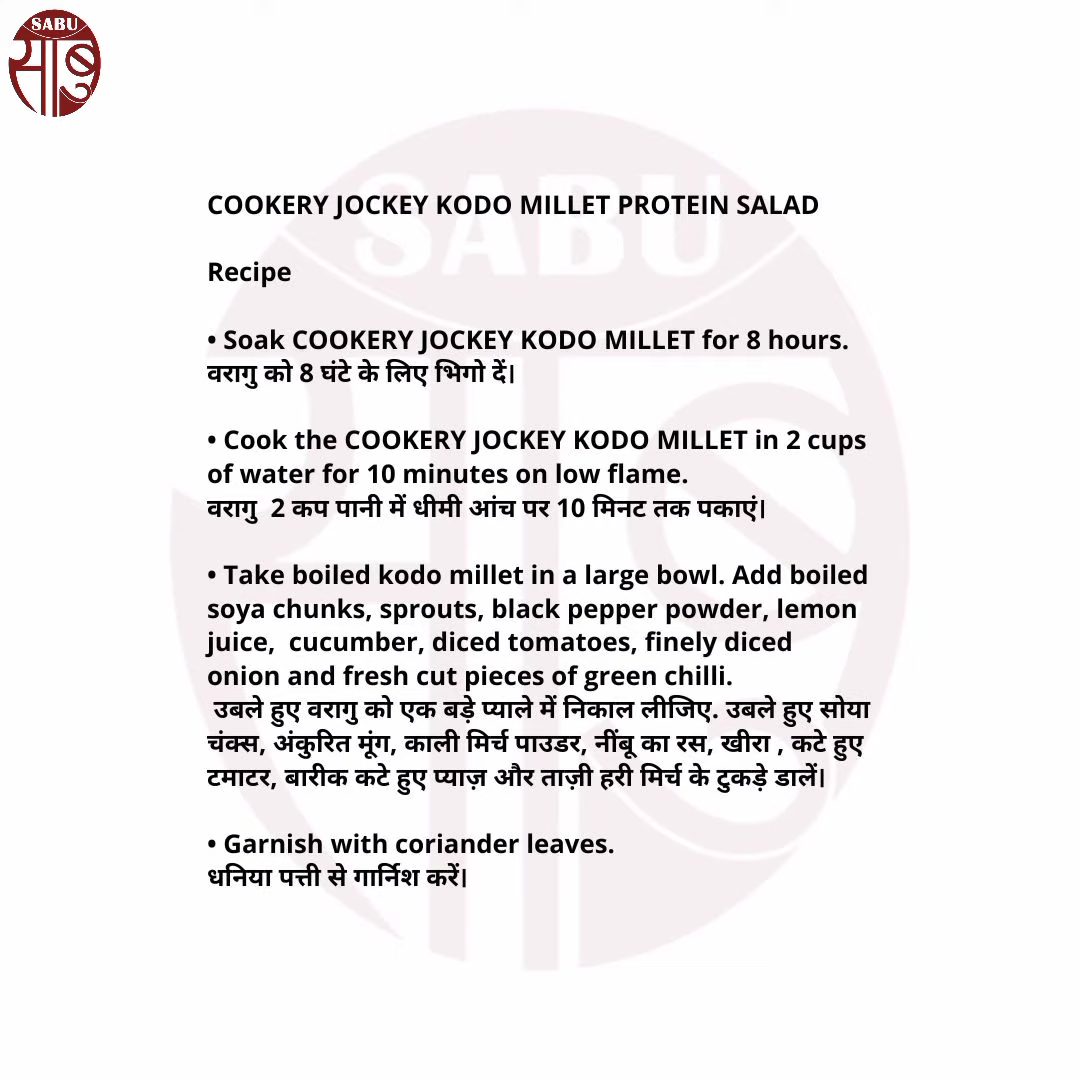 SABU
साबु
SABU
COOKERY JOCKEY KODO MILLET PROTEIN SALAD
Recipe
• Soak COOKERY JOCKEY KODO MILLET for 8 hours.
वरागु को 8 घंटे के लिए भिगो दें।
• Cook the COOKERY JOCKEY KODO MILLET in 2 cups
of water for 10 minutes on low flame.
वरागु 2 कप पानी में धीमी आंच पर 10 मिनट तक पकाएं।
• Take boiled kodo millet in a large bowl. Add boiled
soya chunks, sprouts, black pepper powder, lemon
juice, cucumber, diced tomatoes, finely diced
onion and fresh cut pieces of green chilli.
उबले हुए वरागु को एक बड़े प्याले में निकाल लीजिए. उबले हुए सोया
चंक्स, अंकुरित मूंग, काली मिर्च पाउडर, नींबू का रस, खीरा , कटे हुए
टमाटर, बारीक कटे हुए प्याज़ और ताज़ी हरी मिर्च के टुकड़े डालें।
• Garnish with coriander leaves.
धनिया पत्ती से गार्निश करें।
साबु